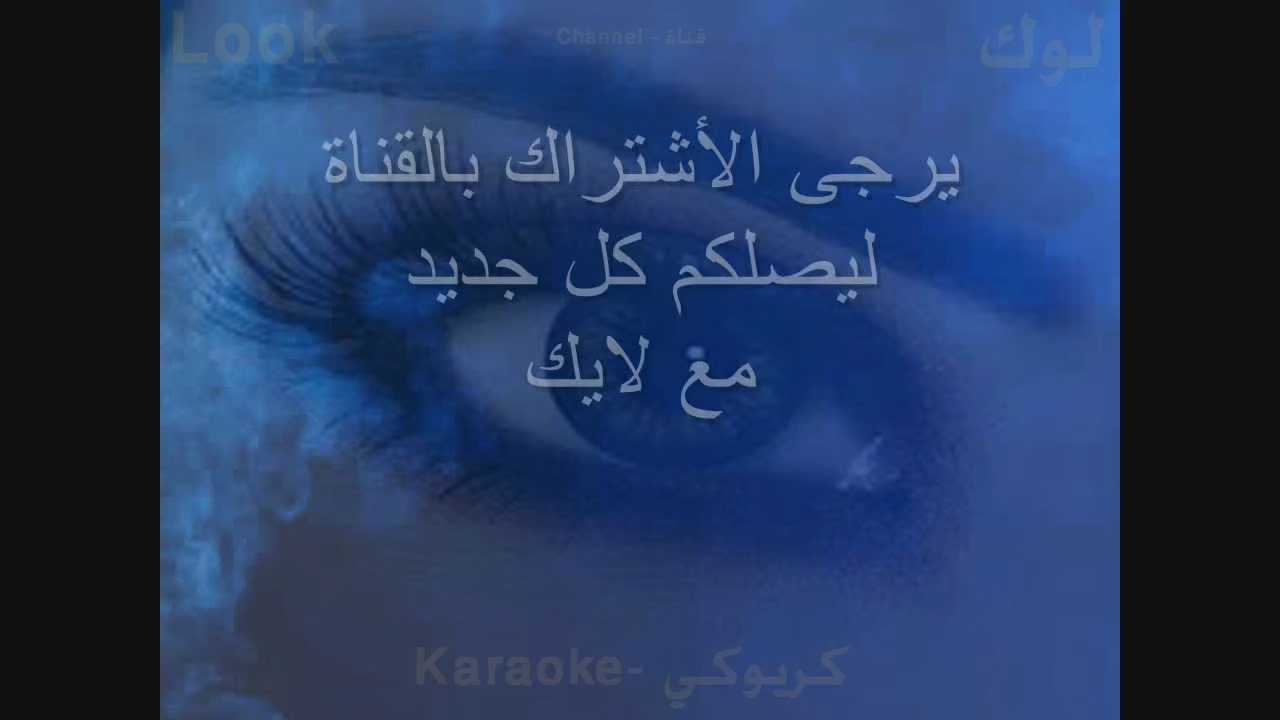 Look
Channel - قناة
لوك
يرجى الأشتراك بالقناة
ليصلكم كل جديد
مغ لايك
Karaoke- كريوكي